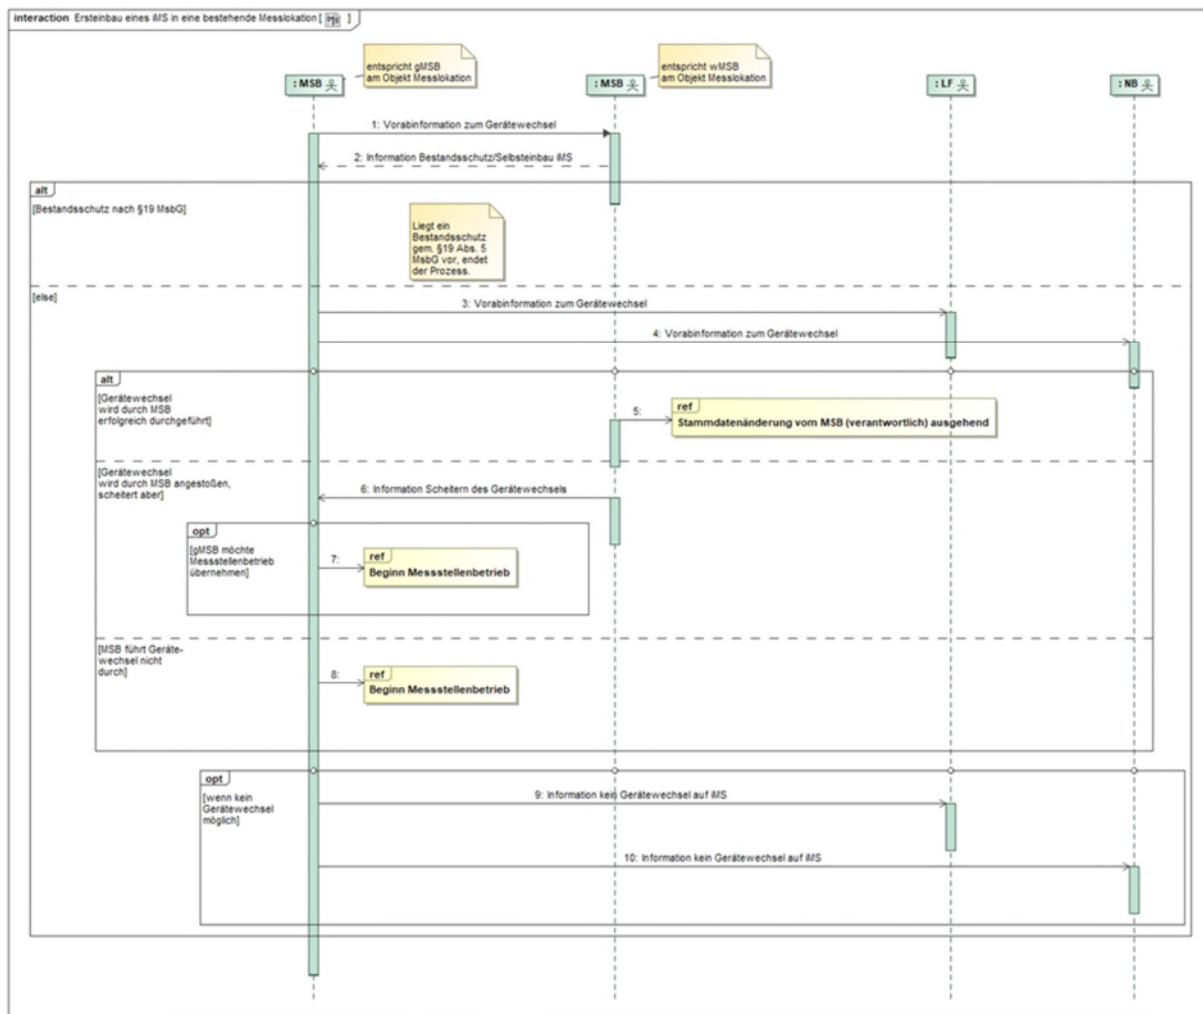 interaction Ersteinbau eines iMS in eine bestehende Messlokation [ ]
entspricht gMSB
am Objekt Messlokation
entspricht wMSB
am Objekt Messlokation
: MSB
: MSB
: LF
: NB
1: Vorabinformation zum Gerätewechsel
2: Information Bestandsschutz/Selbsteinbau iMS
alt
[Bestandsschutz nach §19 MsbG]
Liegt ein
Bestandsschutz
gem. §19 Abs. 5
MsbG vor, endet
der Prozess.
[else]
3: Vorabinformation zum Gerätewechsel
4: Vorabinformation zum Gerätewechsel
alt
[Gerätewechsel
wird durch MSB
erfolgreich durchgeführt]
5:
ref
Stammdatenänderung vom MSB (verantwortlich) ausgehend
[Gerätewechsel
wird durch MSB angestoßen,
scheitert aber]
6: Information Scheitern des Gerätewechsels
opt
[gMSB möchte
Messstellenbetrieb
übernehmen]
7:
ref
Beginn Messstellenbetrieb
[MSB führt Geräte-
wechsel nicht
durch]
8:
ref
Beginn Messstellenbetrieb
opt
[wenn kein
Gerätewechsel
möglich]
9: Information kein Gerätewechsel auf iMS
10: Information kein Gerätewechsel auf iMS